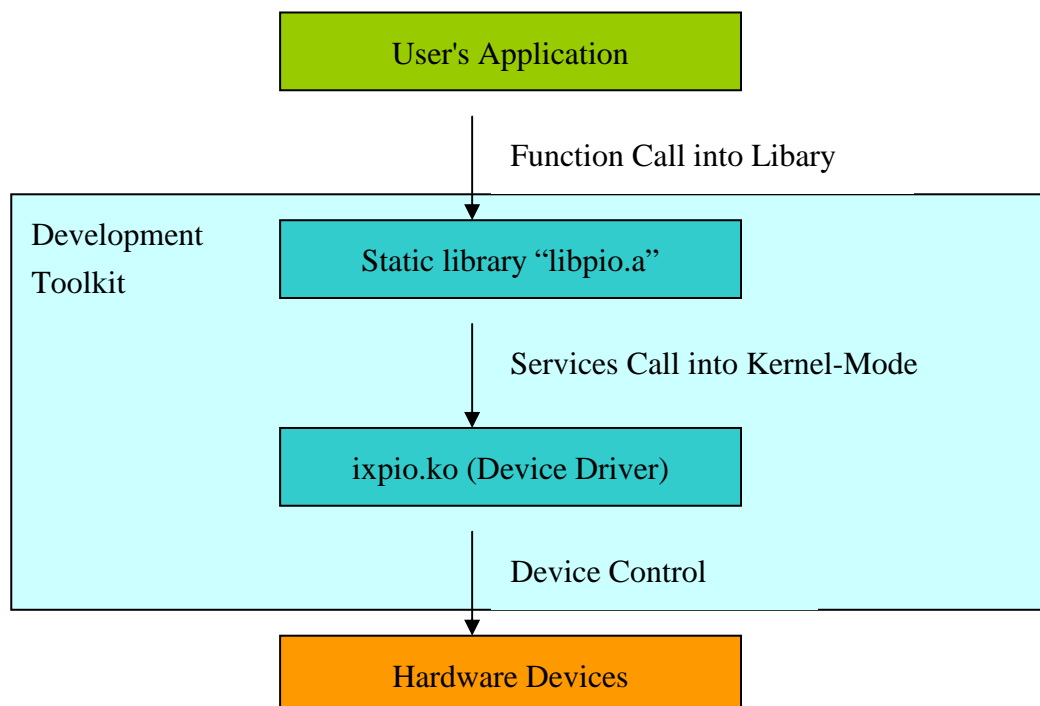 User's Application
Function Call into Libary
Development
Toolkit
Static library “libpio.a”
Services Call into Kernel-Mode
ixpio.ko (Device Driver)
Device Control
Hardware Devices